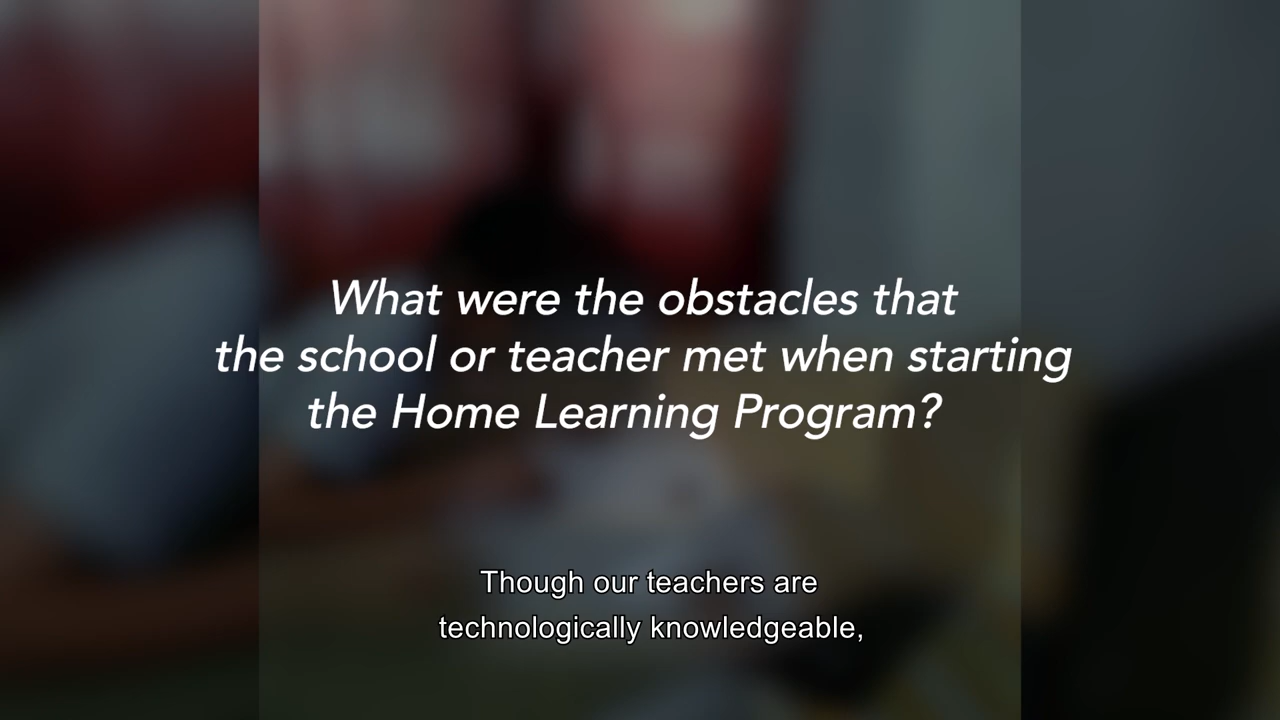 What were the obstacles that
the school or teacher met when starting
the Home Learning Program?
Though our teachers are
technologically knowledgeable,